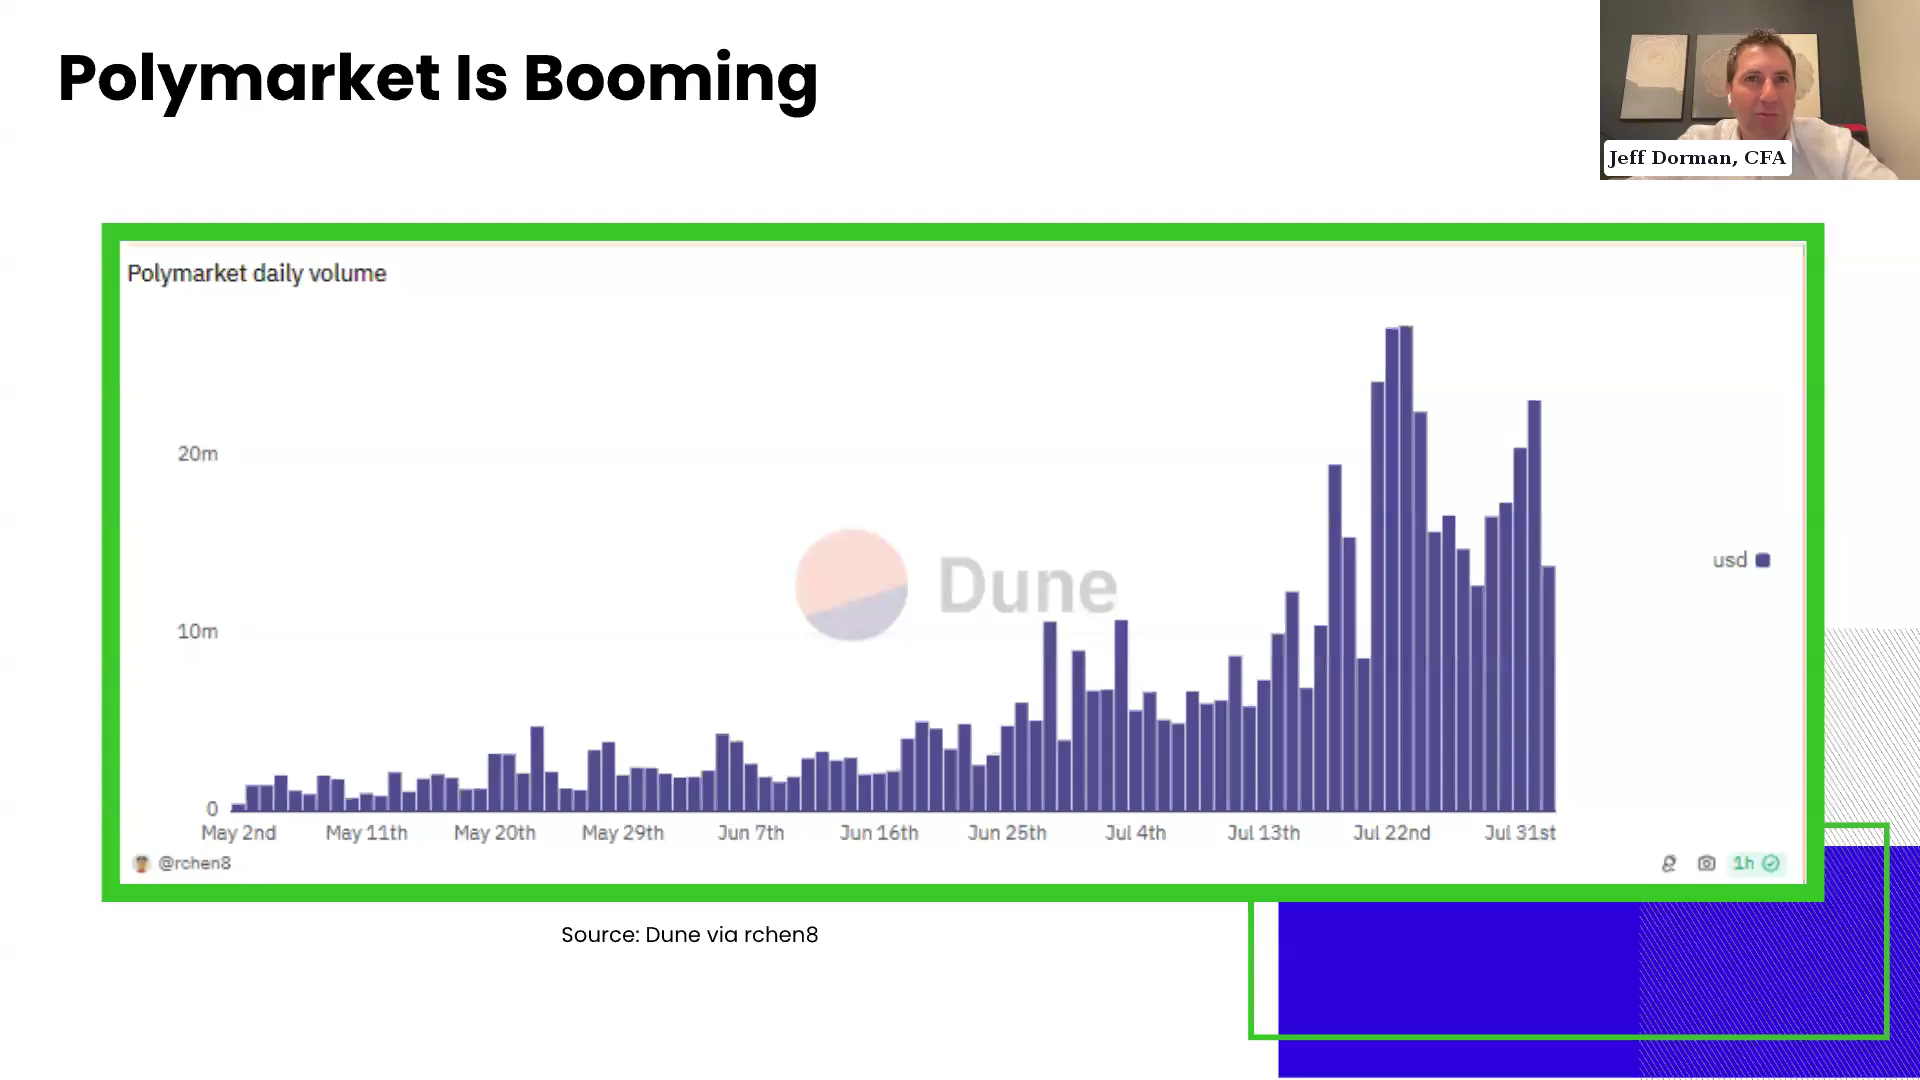 Polymarket Is Booming
Jeff Dorman, CFA
Polymarket daily volume
20m
10m
0
Dune
usd
May 2nd May 11th May 20th May 29th Jun 7th Jun 16th Jun 25th Jul 4th Jul 13th Jul 22nd Jul 31st
@rchen8
1h
Source: Dune via rchen8